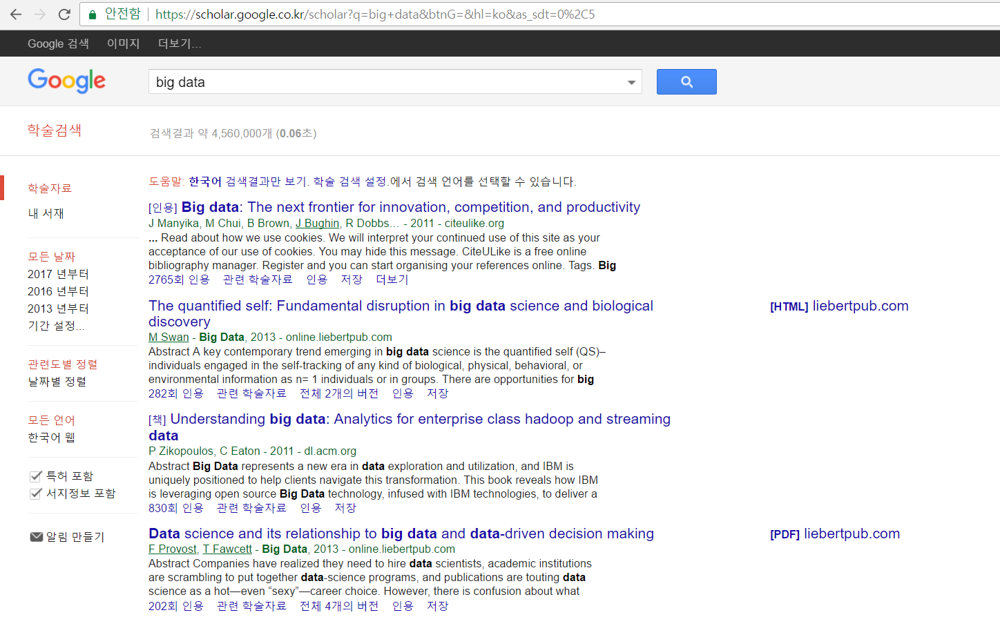 안전함 https://scholar.google.co.kr/scholar?q=big+data&btnG=&hl=ko&as_sdt=0%2C5
Google 검색 이미지 더보기...
Google big data
학술검색 검색결과 약 4,560,000개 (0.06초)
학술자료
내 서재
모든 날짜
2017 년부터
2016 년부터
2013 년부터
기간 설정...
관련도별 정렬
날짜별 정렬
모든 언어
한국어 웹
특허 포함
서지정보 포함
알림 만들기
도움말: 한국어 검색결과만 보기. 학술 검색 설정.에서 검색 언어를 선택할 수 있습니다.
[인용] Big data: The next frontier for innovation, competition, and productivity
J Manyika, M Chui, B Brown, J Bughin, R Dobbs… - 2011 - citeulike.org
... Read about how we use cookies. We will interpret your continued use of this site as your
acceptance of our use of cookies. You may hide this message. CiteULike is a free online
bibliography manager. Register and you can start organising your references online. Tags. Big
2765회 인용 관련 학술자료 인용 저장 더보기
The quantified self: Fundamental disruption in big data science and biological
discovery
[HTML] liebertpub.com
M Swan - Big Data, 2013 - online.liebertpub.com
Abstract A key contemporary trend emerging in big data science is the quantified self (QS)–
individuals engaged in the self-tracking of any kind of biological, physical, behavioral, or
environmental information as n= 1 individuals or in groups. There are opportunities for big
282회 인용 관련 학술자료 전체 2개의 버전 인용 저장
[책] Understanding big data: Analytics for enterprise class hadoop and streaming
data
P Zikopoulos, C Eaton - 2011 - dl.acm.org
Abstract Big Data represents a new era in data exploration and utilization, and IBM is
uniquely positioned to help clients navigate this transformation. This book reveals how IBM
is leveraging open source Big Data technology, infused with IBM technologies, to deliver a
830회 인용 관련 학술자료 인용 저장
Data science and its relationship to big data and data-driven decision making
[PDF] liebertpub.com
F Provost, T Fawcett - Big Data, 2013 - online.liebertpub.com
Abstract Companies have realized they need to hire data scientists, academic institutions
are scrambling to put together data-science programs, and publications are touting data
science as a hot—even “sexy”—career choice. However, there is confusion about what
202회 인용 관련 학술자료 전체 4개의 버전 인용 저장